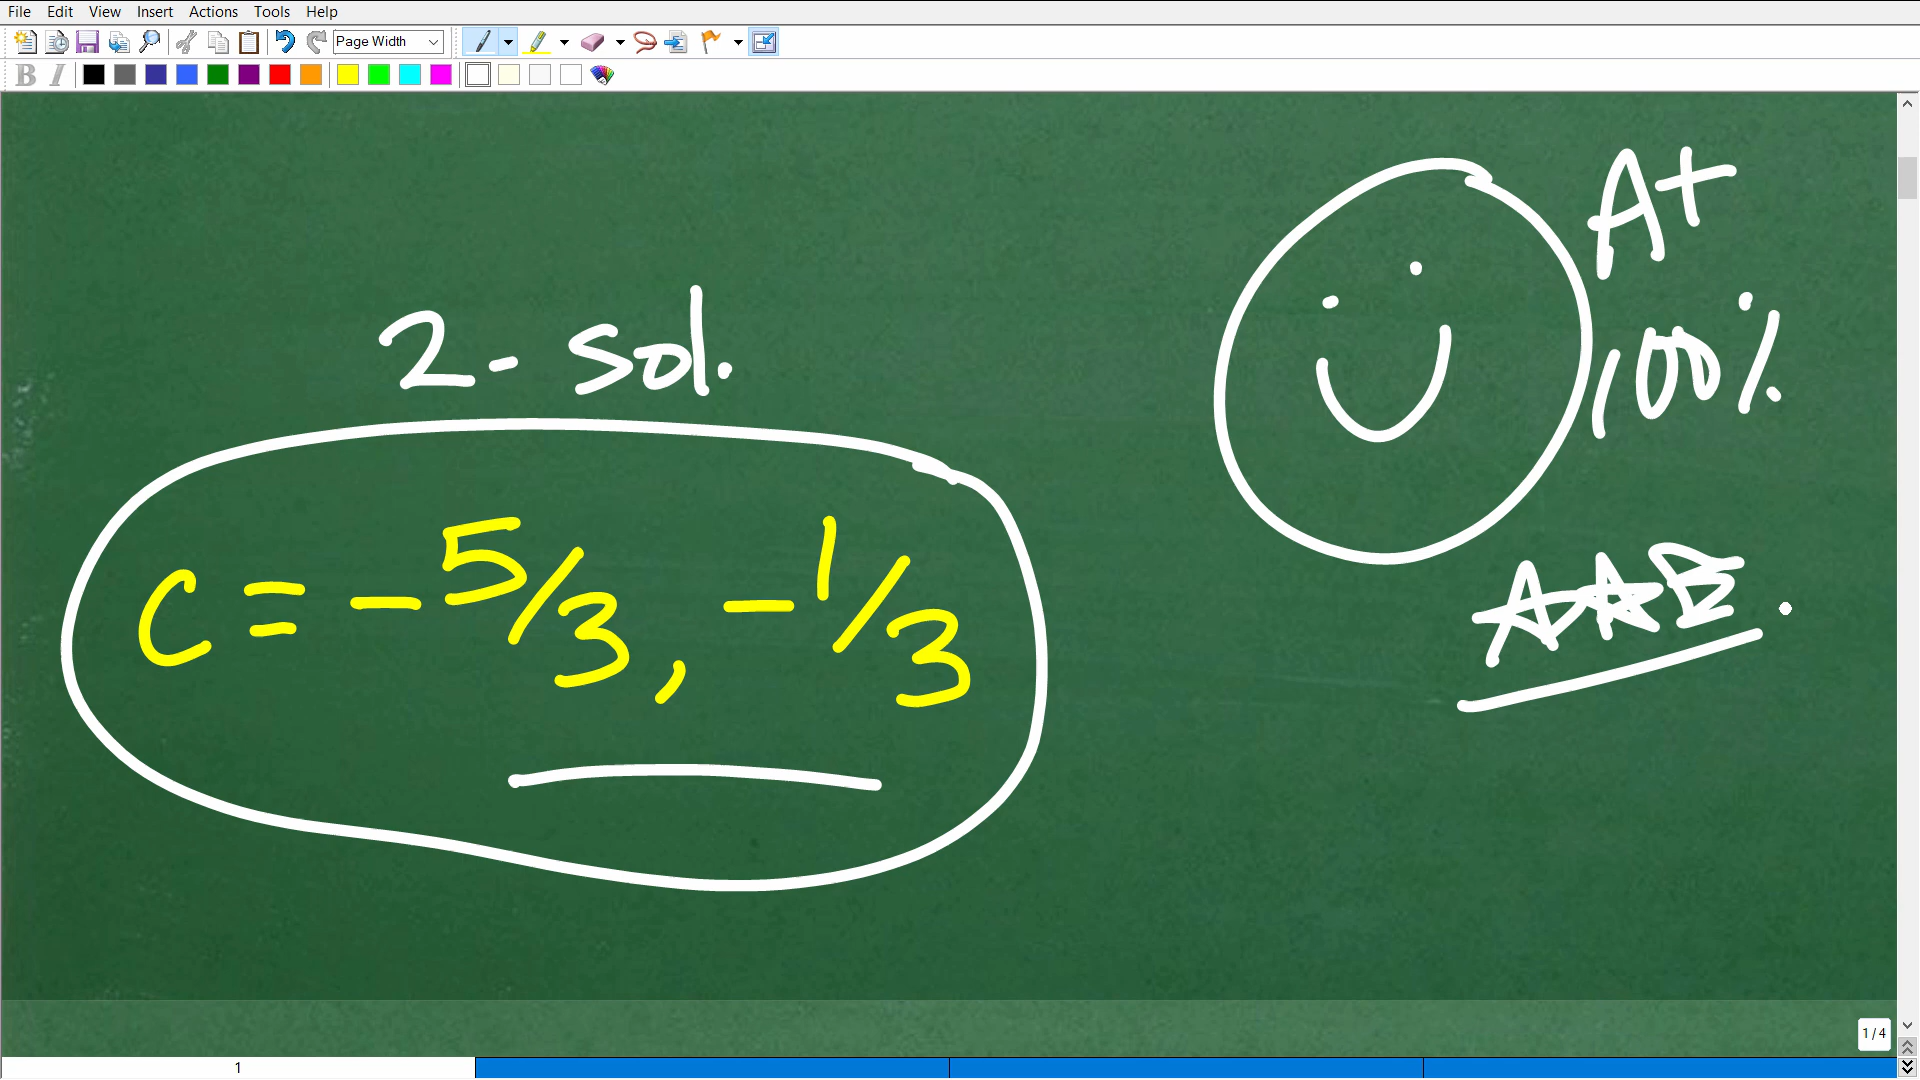 File Edit View Insert Actions Tools Help
Page Width
B I
2 - sol.
C = - 5/3, - 1/3
A+
100%
1 / 4
1